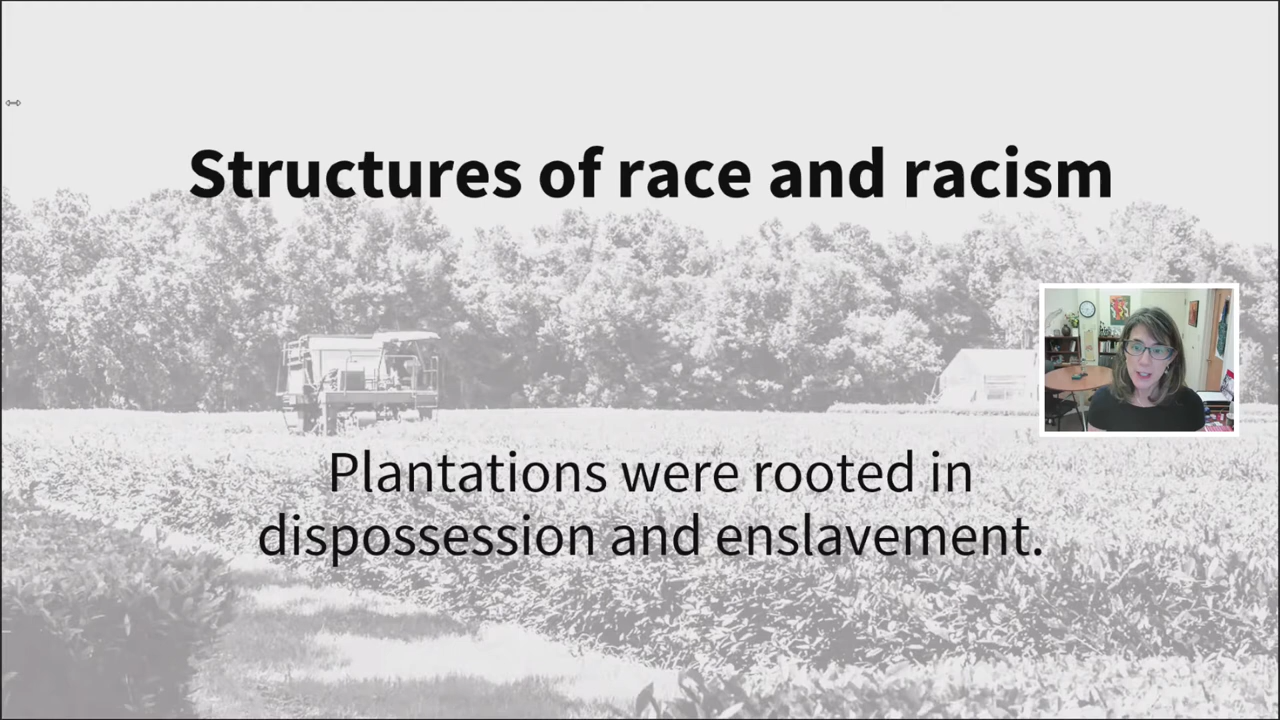 Structures of race and racism
Plantations were rooted in
dispossession and enslavement.